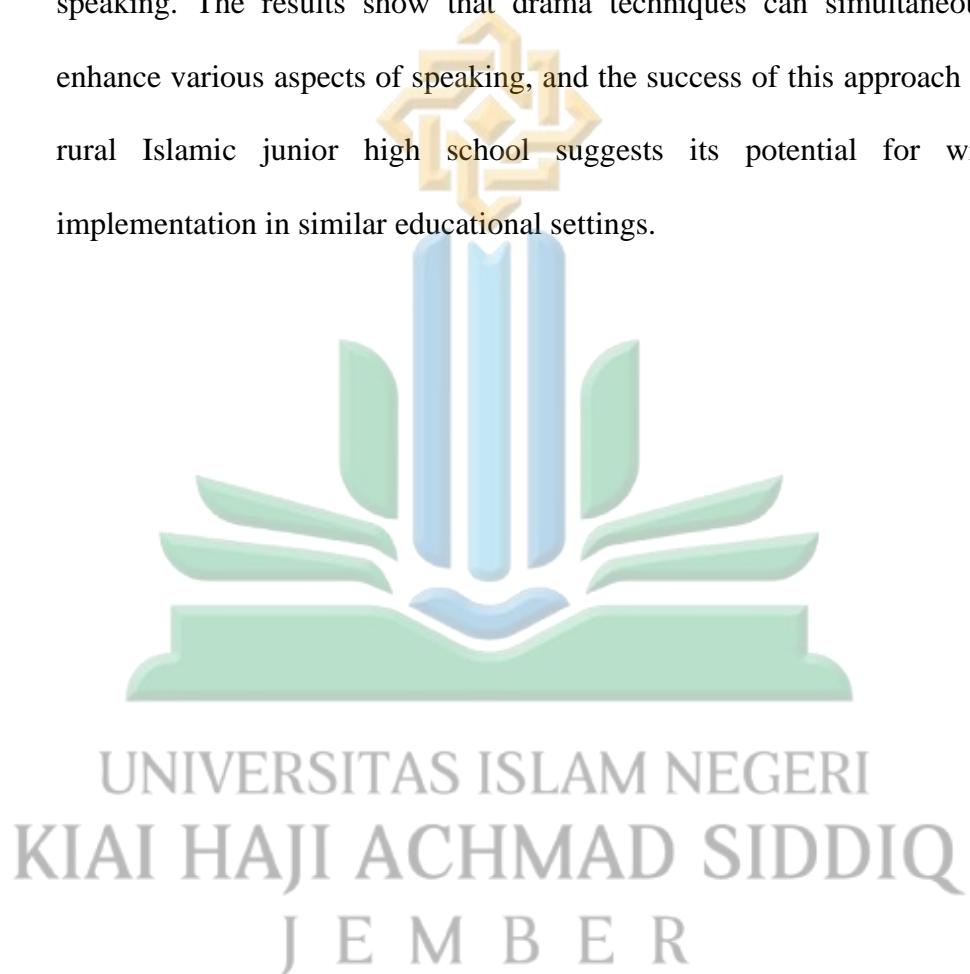 speaking. The results show that drama techniques can
enhance various aspects of speaking, and the success of this approach
rural Islamic junior high school suggests its potential for
implementation in similar educational settings.
UNIVERSITAS ISLAM NEGERI
KIAI HAJI ACHMAD SIDDIQ
JEMBER